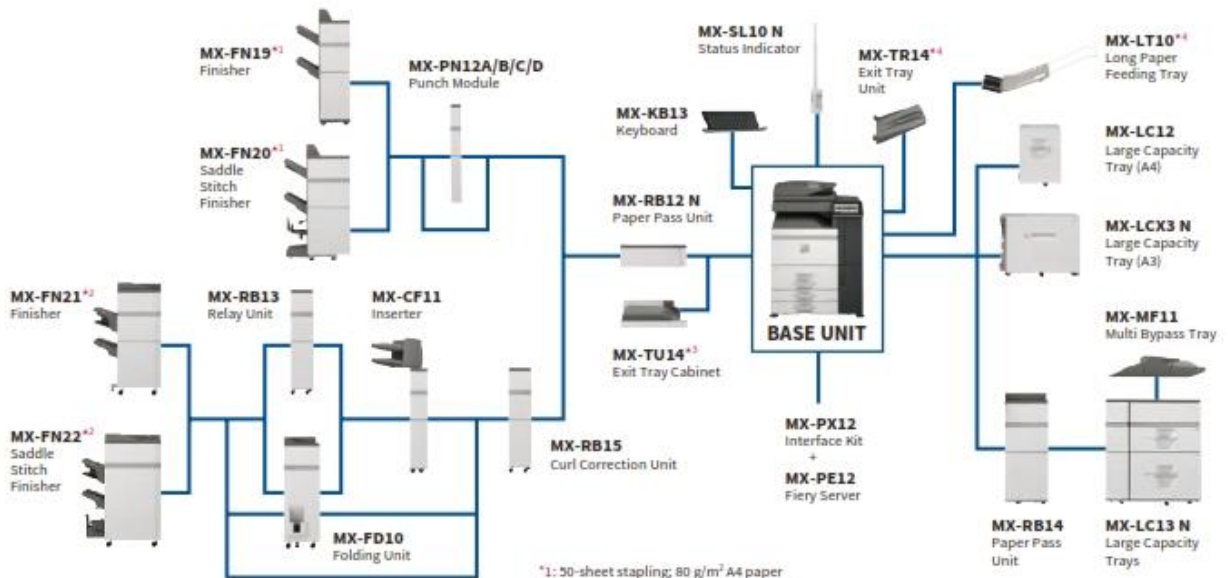 MX-FN19*1
Finisher
MX-PN12A/B/C/D
Punch Module
MX-FN20*1
Saddle
Stitch
Finisher
MX-SL10 N
Status Indicator
MX-TR14*4
Exit Tray
Unit
MX-LT10*4
Long Paper
Feeding Tray
MX-KB13
Keyboard
MX-LC12
Large Capacity
Tray (A4)
MX-RB12 N
Paper Pass Unit
MX-LCX3 N
Large Capacity
Tray (A3)
MX-FN21*2
Finisher
MX-RB13
Relay Unit
MX-CF11
Inserter
BASE UNIT
MX-TU14*3
Exit Tray Cabinet
MX-MF11
Multi Bypass Tray
MX-FN22*2
Saddle
Stitch
Finisher
MX-RB15
Curl Correction Unit
MX-PX12
Interface Kit
+
MX-PE12
Fiery Server
MX-FD10
Folding Unit
MX-RB14
Paper Pass
Unit
MX-LC13 N
Large Capacity
Trays
*1: 50-sheet stapling; 80 g/m² A4 paper